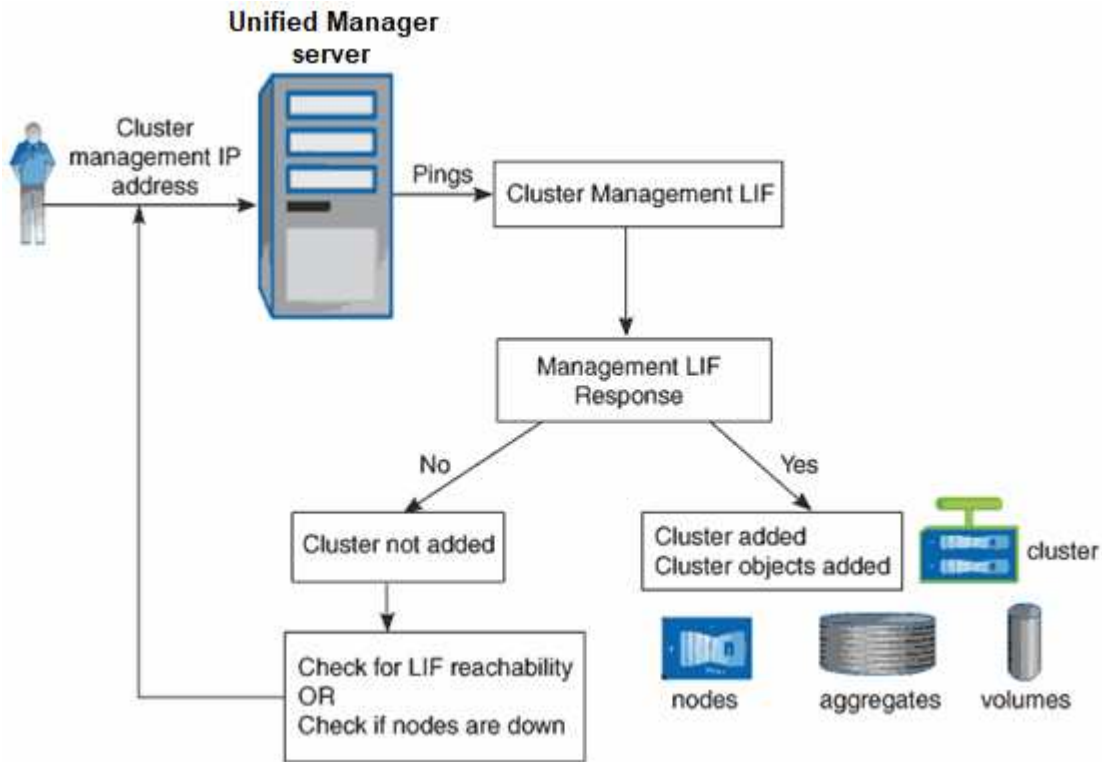 Unified Manager
server
Cluster
management IP
address
Pings
Cluster Management LIF
Management LIF
Response
No
Yes
Cluster not added
Cluster added
Cluster objects added
cluster
Check for LIF reachability
OR
Check if nodes are down
nodes
aggregates
volumes